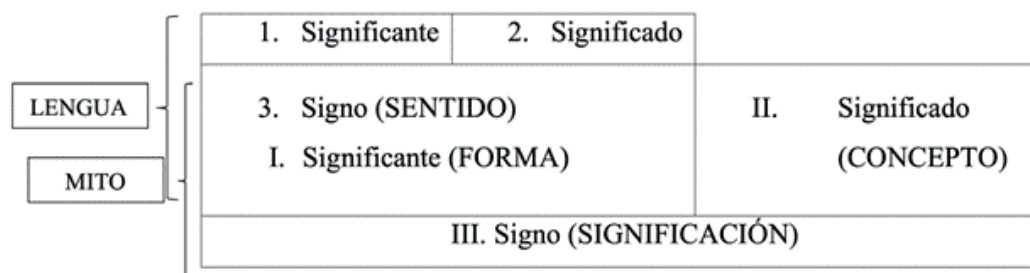 1. Significante 2. Significado
LENGUA
3. Signo (SENTIDO) II. Significado
I. Significante (FORMA) (CONCEPTO)
MITO
III. Signo (SIGNIFICACIÓN)